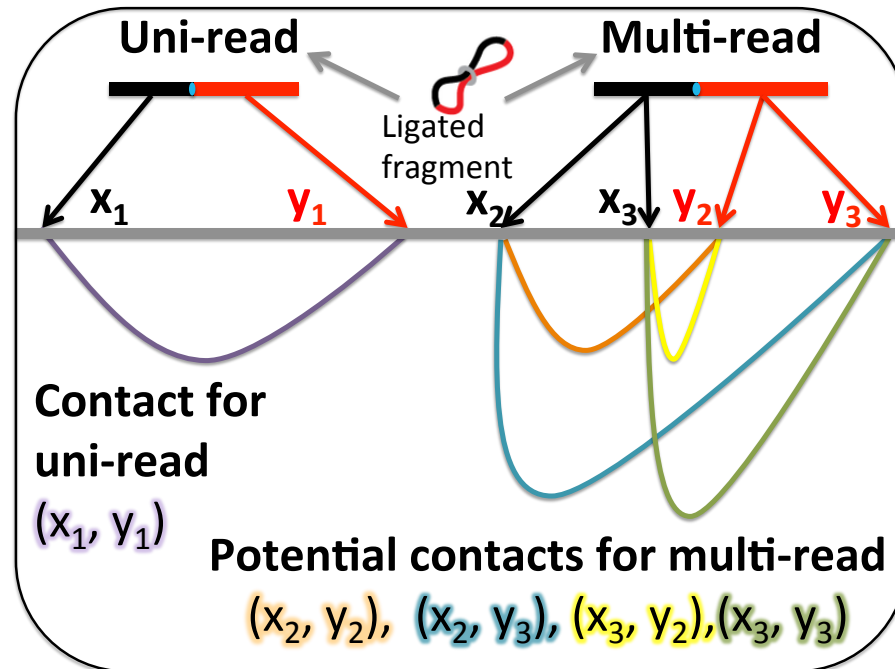 Uni-read
Multi-read
Ligated
fragment
x₁
y₁
x₂
x₃
y₂
y₃
Contact for
uni-read
(x₁, y₁)
Potential contacts for multi-read
(x₂, y₂), (x₂, y₃), (x₃, y₂),(x₃, y₃)